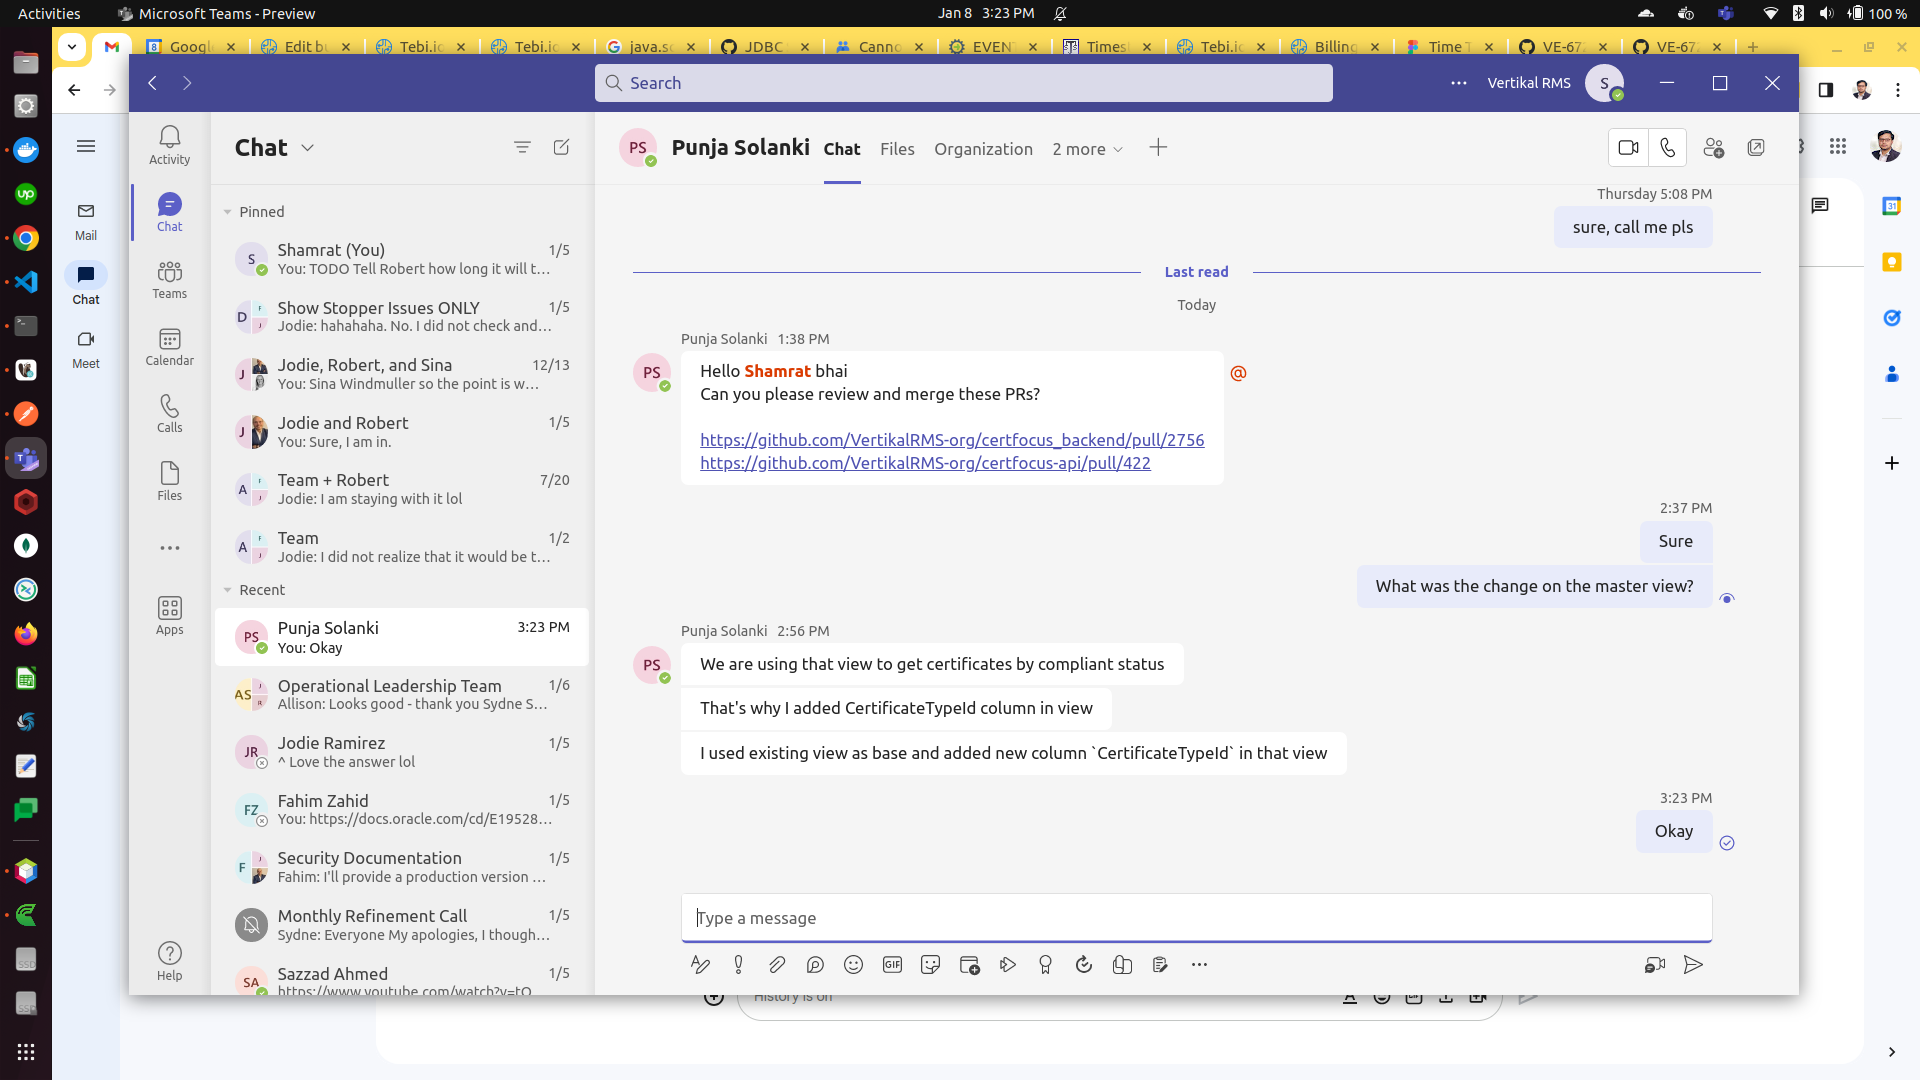 Activities
Microsoft Teams - Preview
Jan 8 3:23 PM
100 %
Googl
Edit bu
Tebi.ic
Tebi.ic
java.sc
JDBC
Canno
EVENT
Timesh
Tebi.ic
Billing
Time T
VE-672
VE-672
Search
Vertikal RMS
S
Mail
Chat
Meet
Activity
Chat
Teams
Calendar
Calls
Files
Apps
Help
Chat
Pinned
Shamrat (You) 1/5
You: TODO Tell Robert how long it will t...
Show Stopper Issues ONLY 1/5
Jodie: hahahaha. No. I did not check and...
Jodie, Robert, and Sina 12/13
You: Sina Windmuller so the point is w...
Jodie and Robert 1/5
You: Sure, I am in.
Team + Robert 7/20
Jodie: I am staying with it lol
Team 1/2
Jodie: I did not realize that it would be t...
Recent
PS
Punja Solanki 3:23 PM
You: Okay
AS
Operational Leadership Team 1/6
Allison: Looks good - thank you Sydne S...
JR
Jodie Ramirez 1/5
^ Love the answer lol
FZ
Fahim Zahid 1/5
You: https://docs.oracle.com/cd/E19528...
Security Documentation 1/5
Fahim: I'll provide a production version ...
Monthly Refinement Call 1/5
Sydne: Everyone My apologies, I though...
SA
Sazzad Ahmed 1/5
https://www.youtube.com/watch?v=tQ
PS
Punja Solanki
Chat
Files
Organization
2 more
Thursday 5:08 PM
sure, call me pls
Last read
Today
Punja Solanki 1:38 PM
PS
Hello Shamrat bhai
Can you please review and merge these PRs?
https://github.com/VertikalRMS-org/certfocus_backend/pull/2756
https://github.com/VertikalRMS-org/certfocus-api/pull/422
2:37 PM
Sure
What was the change on the master view?
Punja Solanki 2:56 PM
PS
We are using that view to get certificates by compliant status
That's why I added CertificateTypeId column in view
I used existing view as base and added new column `CertificateTypeId` in that view
3:23 PM
Okay
Type a message
GIF
History is on